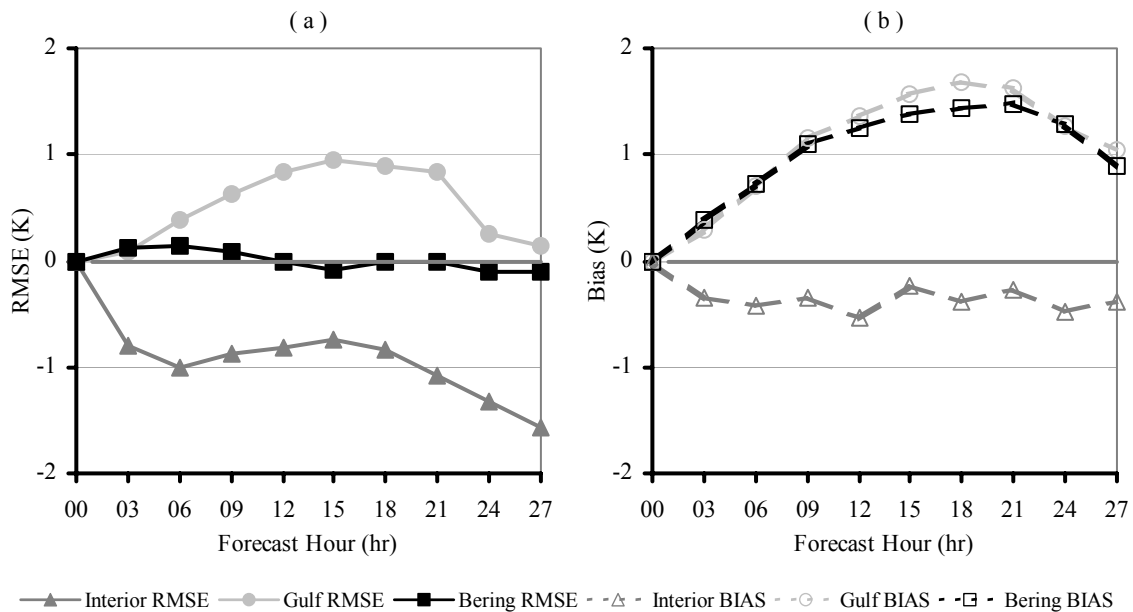 ( a )
2
1
0
-1
-2
RMSE (K)
00 03 06 09 12 15 18 21 24 27
Forecast Hour (hr)
( b )
2
1
0
-1
-2
Bias (K)
00 03 06 09 12 15 18 21 24 27
Forecast Hour (hr)
Interior RMSE Gulf RMSE Bering RMSE Interior BIAS Gulf BIAS Bering BIAS